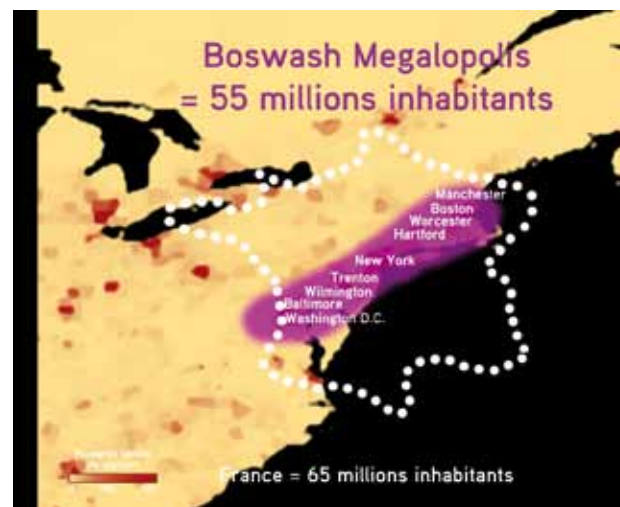 Boswash Megalopolis
= 55 millions inhabitants
Manchester
Boston
Worcester
Hartford
New York
Trenton
Wilmington
Baltimore
Washington D.C.
France = 65 millions inhabitants